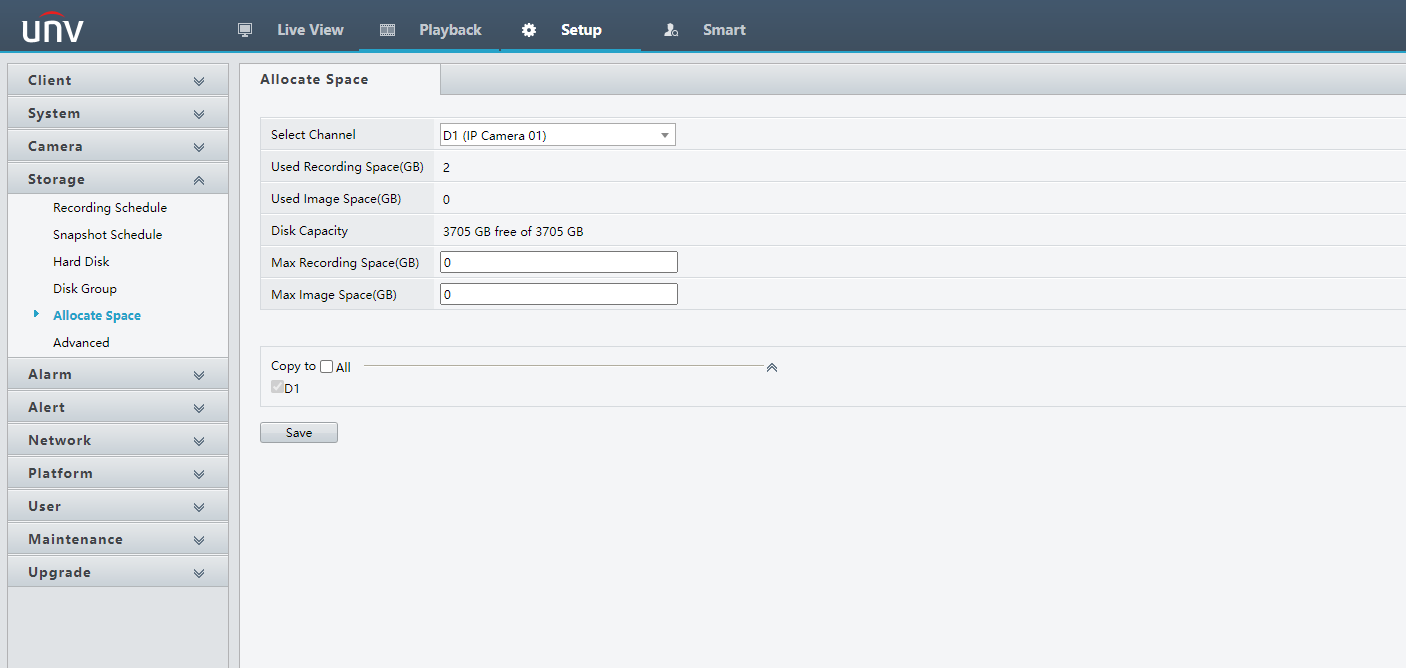 unv
Live View
Playback
Setup
Smart
Client
System
Camera
Storage
Recording Schedule
Snapshot Schedule
Hard Disk
Disk Group
Allocate Space
Advanced
Alarm
Alert
Network
Platform
User
Maintenance
Upgrade
Allocate Space
Select Channel D1 (IP Camera 01)
Used Recording Space(GB) 2
Used Image Space(GB) 0
Disk Capacity 3705 GB free of 3705 GB
Max Recording Space(GB) 0
Max Image Space(GB) 0
Copy to All
D1
Save